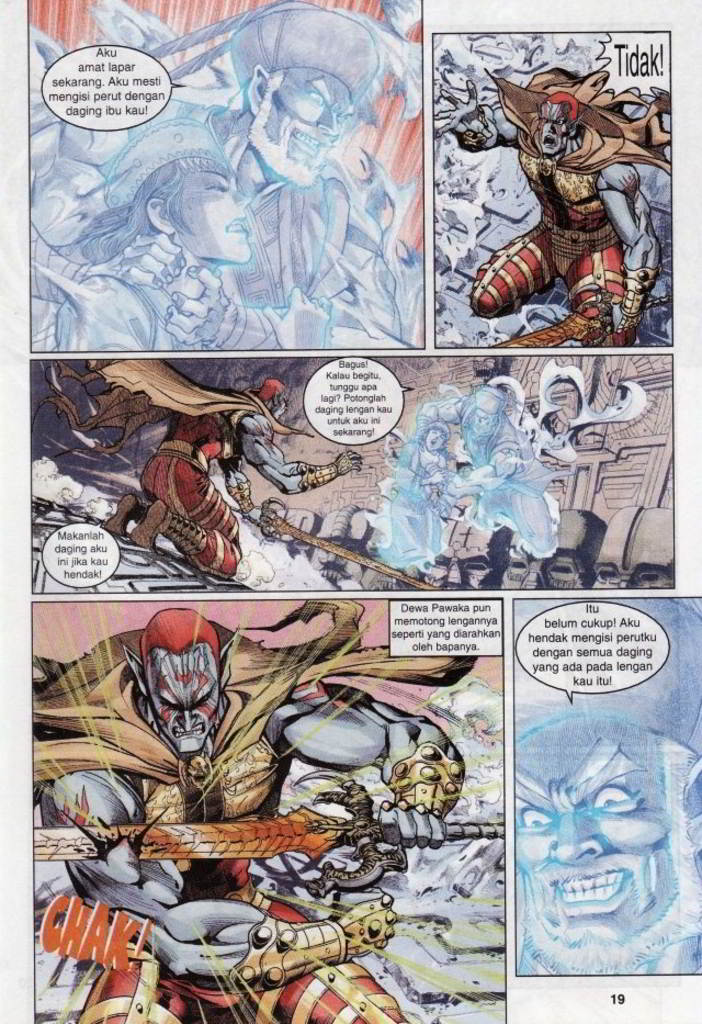 Aku
amat lapar
sekarang. Aku mesti
mengisi perut dengan
daging ibu kau!
Tidak!
Bagus!
Kalau begitu,
tunggu apa
lagi? Potonglah
daging lengan kau
untuk aku ini
sekarang!
Makanlah
daging aku
ini jika kau
hendak!
Dewa Pawaka pun
memotong lengannya
seperti yang diarahkan
oleh bapanya.
CHAK!
Itu
belum cukup! Aku
hendak mengisi perutku
dengan semua daging
yang ada pada lengan
kau itu!
19